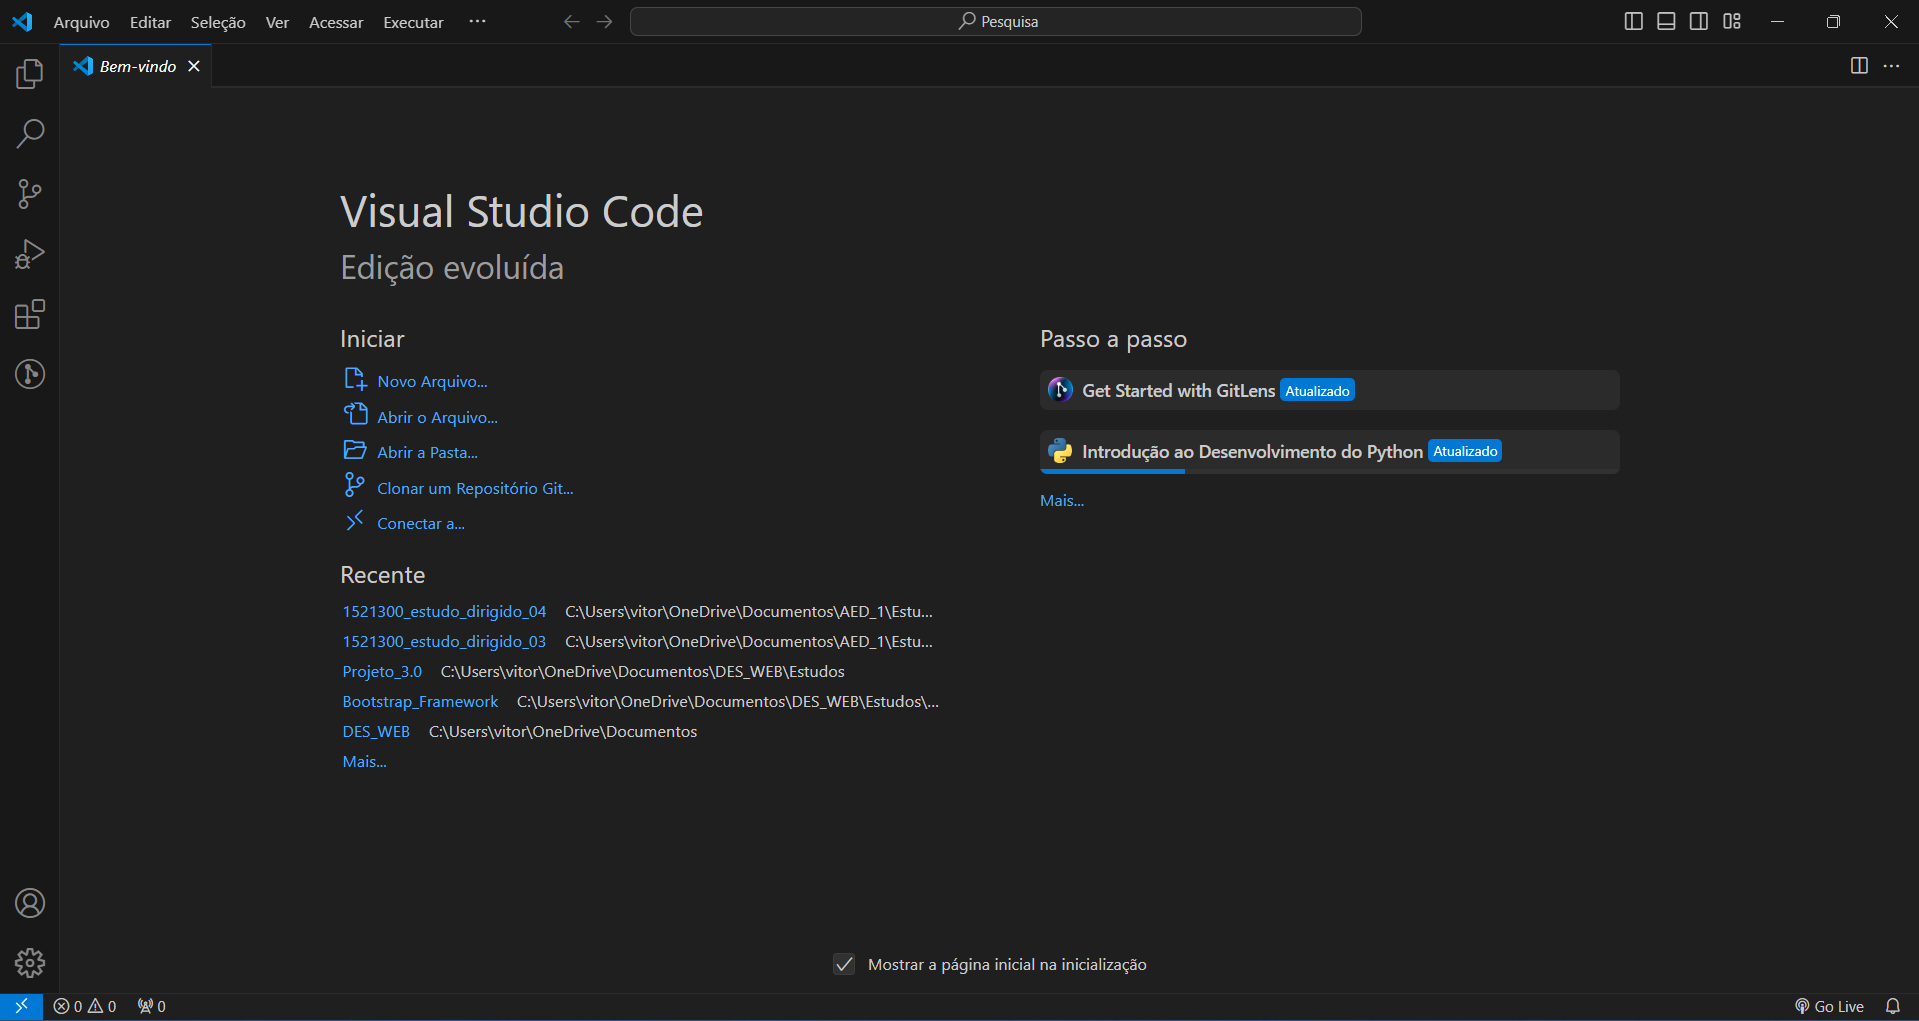 Arquivo Editar Seleção Ver Acessar Executar ··· Pesquisa
Bem-vindo
Visual Studio Code
Edição evoluída
Iniciar
Novo Arquivo...
Abrir o Arquivo...
Abrir a Pasta...
Clonar um Repositório Git...
Conectar a...
Recente
1521300_estudo_dirigido_04 C:\Users\vitor\OneDrive\Documentos\AED_1\Estu...
1521300_estudo_dirigido_03 C:\Users\vitor\OneDrive\Documentos\AED_1\Estu...
Projeto_3.0 C:\Users\vitor\OneDrive\Documentos\DES_WEB\Estudos
Bootstrap_Framework C:\Users\vitor\OneDrive\Documentos\DES_WEB\Estudos\...
DES_WEB C:\Users\vitor\OneDrive\Documentos
Mais...
Passo a passo
Get Started with GitLens Atualizado
Introdução ao Desenvolvimento do Python Atualizado
Mais...
Mostrar a página inicial na inicialização
0 0 0 Go Live